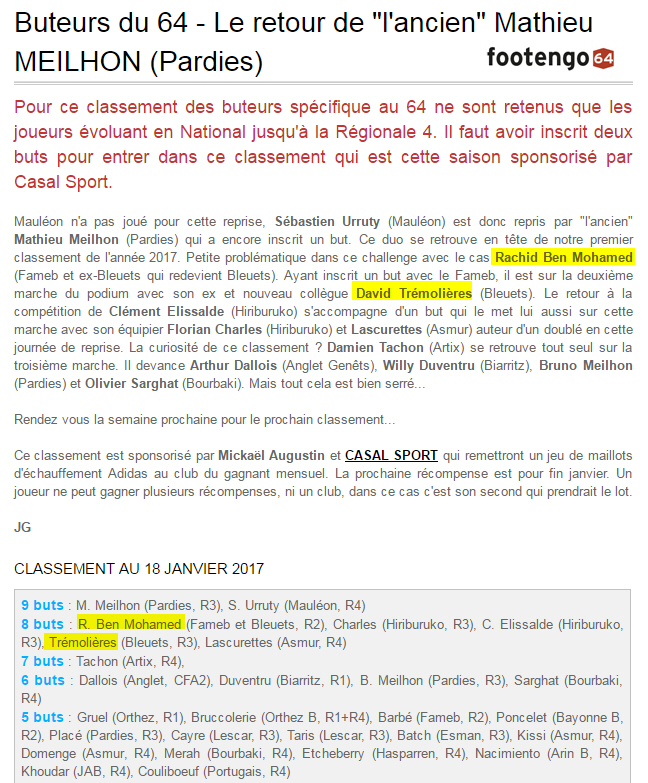 Buteurs du 64 - Le retour de "l'ancien" Mathieu
MEILHON (Pardies)
footengo64
Pour ce classement des buteurs spécifique au 64 ne sont retenus que les
joueurs évoluant en National jusqu'à la Régionale 4. Il faut avoir inscrit deux
buts pour entrer dans ce classement qui est cette saison sponsorisé par
Casal Sport.
Mauléon n'a pas joué pour cette reprise, Sébastien Urruty (Mauléon) est donc repris par "l'ancien"
Mathieu Meilhon (Pardies) qui a encore inscrit un but. Ce duo se retrouve en tête de notre premier
classement de l'année 2017. Petite problématique dans ce challenge avec le cas Rachid Ben Mohamed
(Fameb et ex-Bleuets qui redevient Bleuets). Ayant inscrit un but avec le Fameb, il est sur la deuxième
marche du podium avec son ex et nouveau collègue David Trémolières (Bleuets). Le retour à la
compétition de Clément Elissalde (Hiriburuko) s'accompagne d'un but qui le met lui aussi sur cette
marche avec son équipier Florian Charles (Hiriburuko) et Lascurettes (Asmur) auteur d'un doublé en cette
journée de reprise. La curiosité de ce classement ? Damien Tachon (Artix) se retrouve tout seul sur la
troisième marche. Il devance Arthur Dallois (Anglet Genêts), Willy Duventru (Biarritz), Bruno Meilhon
(Pardies) et Olivier Sarghat (Bourbaki). Mais tout cela est bien serré...
Rendez vous la semaine prochaine pour le prochain classement...
Ce classement est sponsorisé par Mickaël Augustin et CASAL SPORT qui remettront un jeu de maillots
d'échauffement Adidas au club du gagnant mensuel. La prochaine récompense est pour fin janvier. Un
joueur ne peut gagner plusieurs récompenses, ni un club, dans ce cas c'est son second qui prendrait le lot.
JG
CLASSEMENT AU 18 JANVIER 2017
9 buts : M. Meilhon (Pardies, R3), S. Urruty (Mauléon, R4)
8 buts : R. Ben Mohamed (Fameb et Bleuets, R2), Charles (Hiriburuko, R3), C. Elissalde (Hiriburuko,
R3), Trémolières (Bleuets, R3), Lascurettes (Asmur, R4)
7 buts : Tachon (Artix, R4),
6 buts : Dallois (Anglet, CFA2), Duventru (Biarritz, R1), B. Meilhon (Pardies, R3), Sarghat (Bourbaki,
R4)
5 buts : Gruel (Orthez, R1), Bruccolerie (Orthez B, R1+R4), Barbé (Fameb, R2), Poncelet (Bayonne B,
R2), Placé (Pardies, R3), Cayre (Lescar, R3), Taris (Lescar, R3), Batch (Esman, R3), Kissi (Asmur, R4),
Domenge (Asmur, R4), Merah (Bourbaki, R4), Etcheberry (Hasparren, R4), Nacimiento (Arin B, R4),
Khoudar (JAB, R4), Couliboeuf (Portugais, R4)